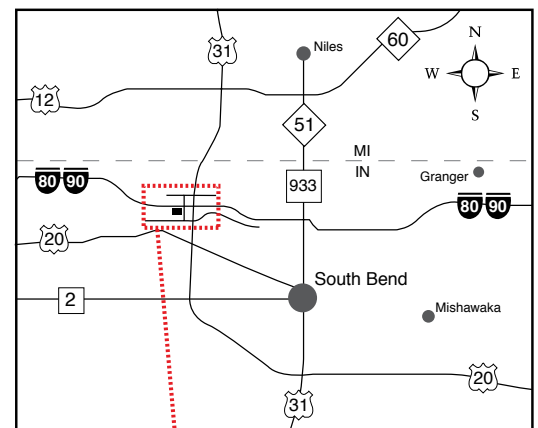 31
Niles
60
N
W
E
S
12
51
MI
IN
80 90
933
Granger
80 90
20
South Bend
2
Mishawaka
20
31